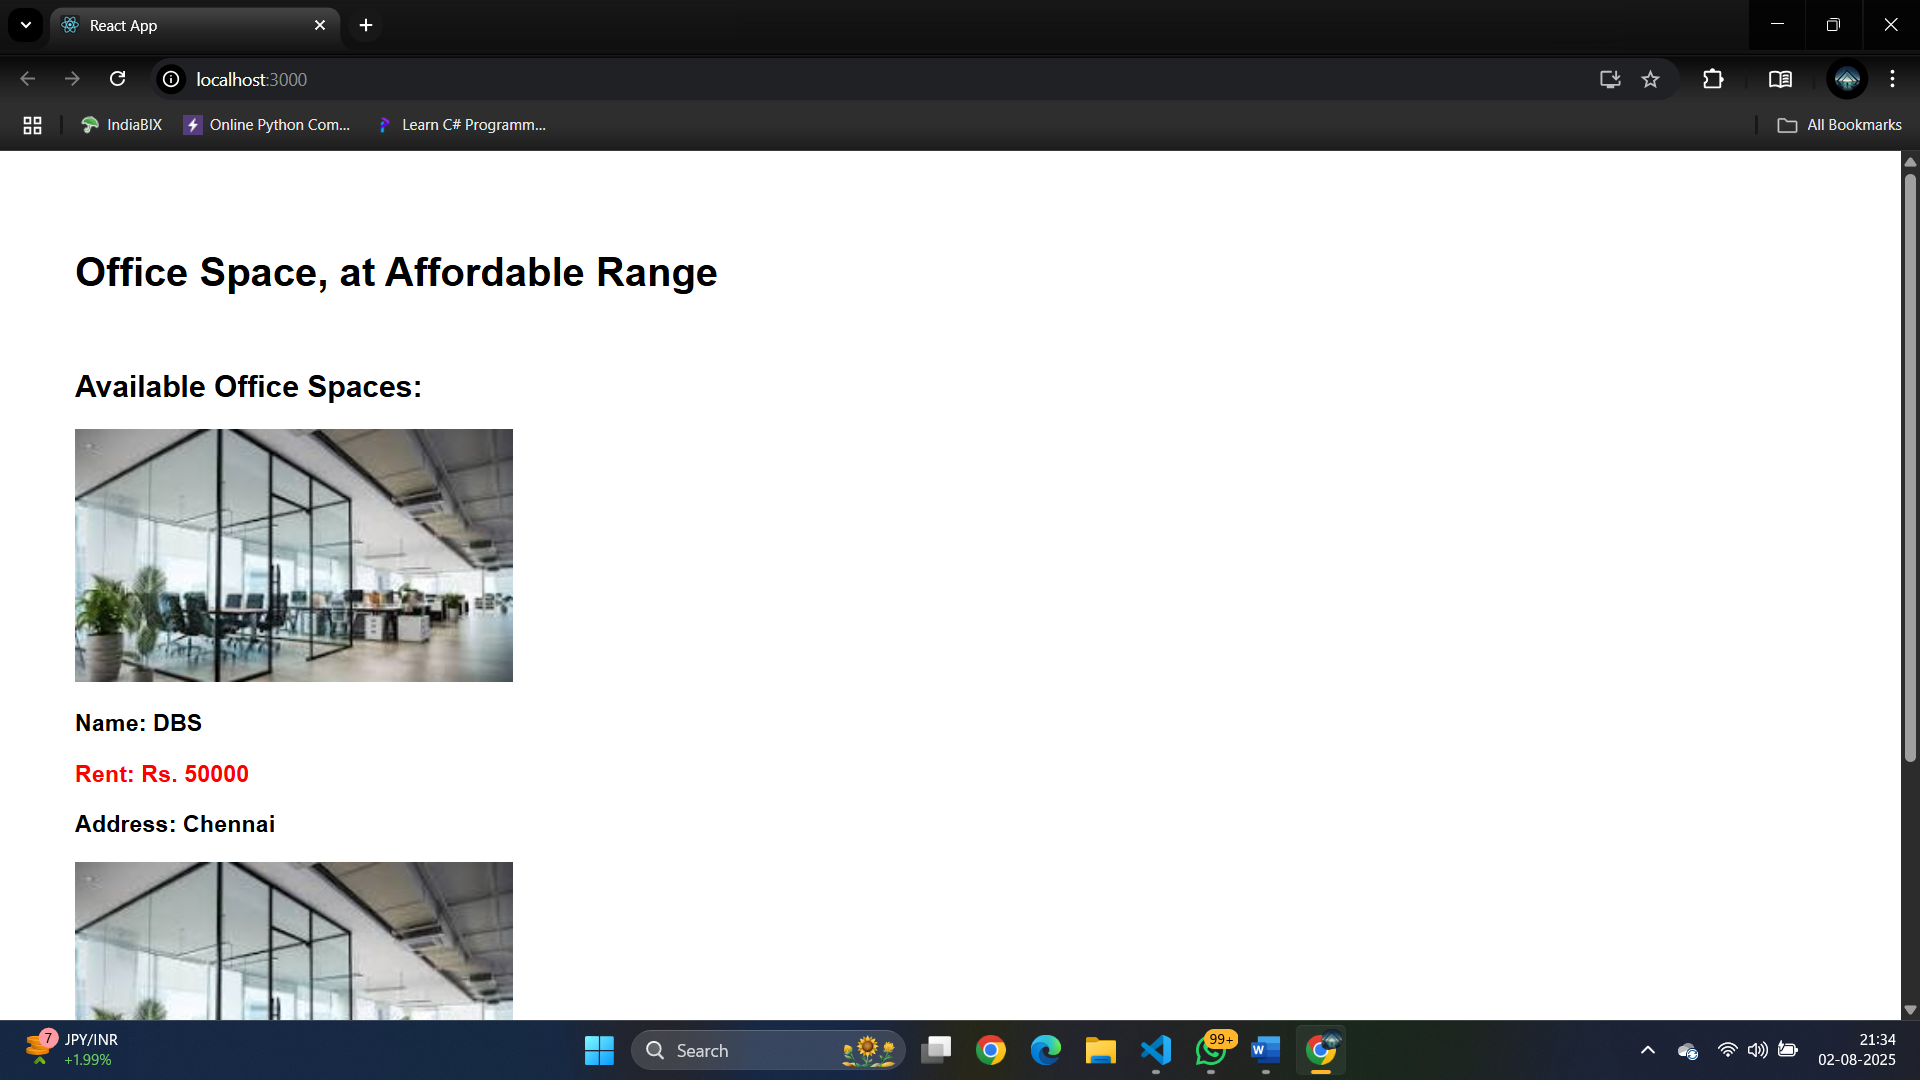 React App
localhost:3000
IndiaBIX
Online Python Com...
Learn C# Programm...
All Bookmarks
Office Space, at Affordable Range
Available Office Spaces:
Name: DBS
Rent: Rs. 50000
Address: Chennai
7
JPY/INR
+1.99%
Search
99+
W
21:34
02-08-2025